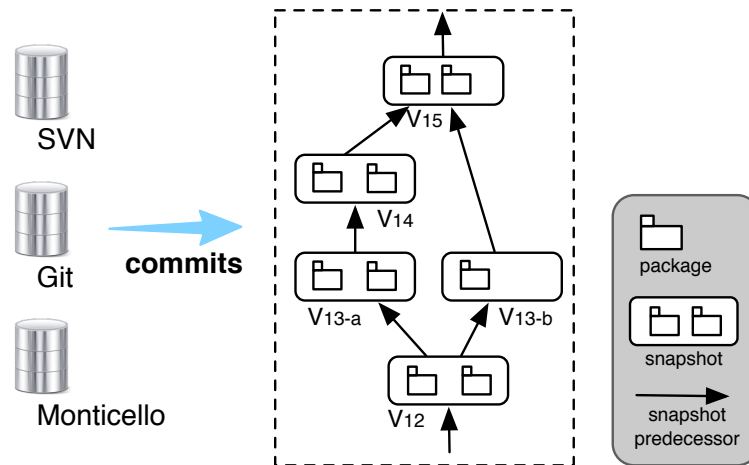 SVN
Git
Monticello
commits
V15
V14
V13-a
V13-b
V12
package
snapshot
snapshot
predecessor